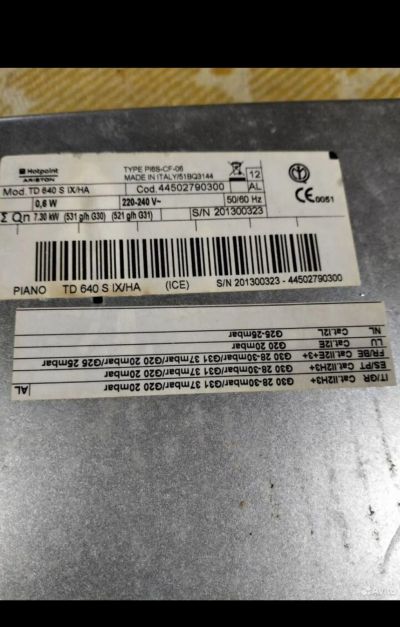 Hotpoint
ARISTON
TYPE PI6S-CF-06
MADE IN ITALY/51BQ3144
12
AL
Mod. TD 640 S IX/HA
Cod. 44502790300
0,6 W
220-240 V~
50/60 Hz
CE 0051
Σ Qn 7.30 kW (531 g/h G30) (521 g/h G31)
S/N 201300323
PIANO TD 640 S IX/HA (ICE) S/N 201300323 - 44502790300
IT/GR Cat.II2H3+ G30 28-30mbar/G31 37mbar/G20 20mbar
ES/PT Cat.II2H3+ G30 28-30mbar/G31 37mbar/G20 20mbar
FR/BE Cat.II2E+3+ G30 28-30mbar/G31 37mbar/G20 20mbar/G25 25mbar
LU Cat.I2E G20 20mbar
NL Cat.I2L G25-25mbar
AL
Avito